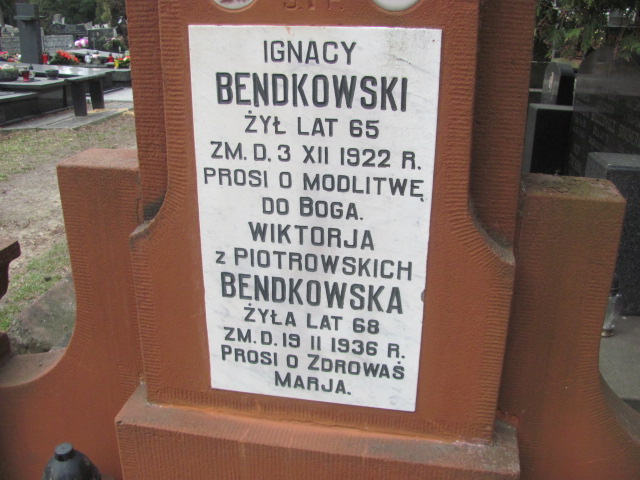 IGNACY
BENDKOWSKI
ŻYŁ LAT 65
ZM. D. 3 XII 1922 R.
PROSI O MODLITWĘ
DO BOGA.
WIKTORJA
z PIOTROWSKICH
BENDKOWSKA
ŻYŁA LAT 68
ZM. D. 19 II 1936 R.
PROSI O ZDROWAŚ
MARJA.